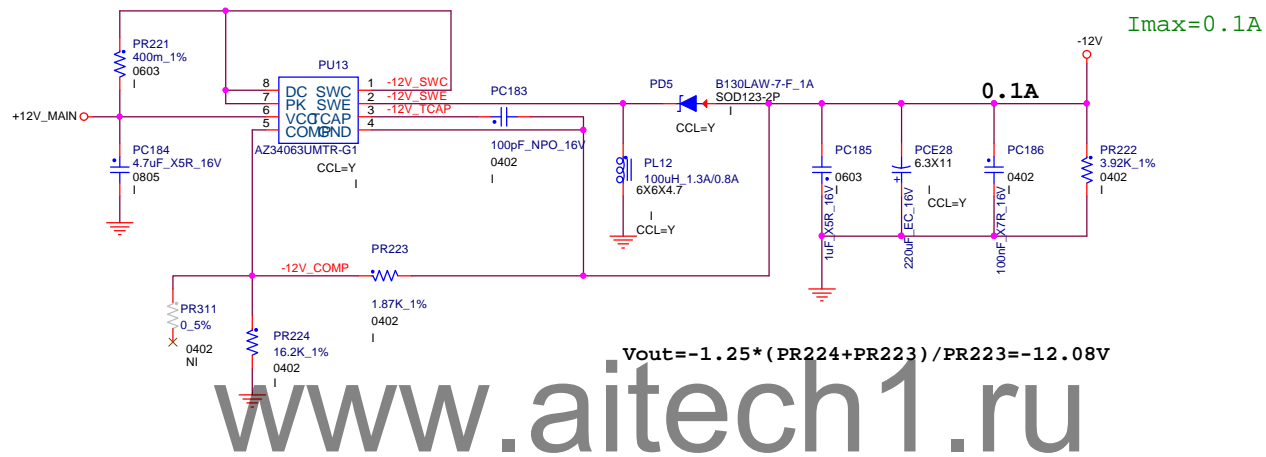 Imax=0.1A
-12V
PR221
400m_1%
0603
I
PU13
8 DC SWC 1 -12V_SWC
7 PK SWE 2 -12V_SWE
6 VCC TCAP 3 -12V_TCAP
5 COMP GND 4
AZ34063UMTR-G1
CCL=Y
+12V_MAIN
PC184
4.7uF_X5R_16V
0805
I
PC183
100pF_NPO_16V
0402
I
PD5 B130LAW-7-F_1A
SOD123-2P
I
CCL=Y
0.1A
PL12
100uH_1.3A/0.8A
6X6X4.7
I
CCL=Y
PC185
0603
I
1uF_X5R_16V
PCE28
6.3X11
I
CCL=Y
+
220uF_EC_16V
PC186
0402
I
100nF_X7R_16V
PR222
3.92K_1%
0402
I
-12V_COMP
PR223
1.87K_1%
0402
I
PR311
0_5%
0402
NI
PR224
16.2K_1%
0402
I
Vout=-1.25*(PR224+PR223)/PR223=-12.08V
www.aitech1.ru